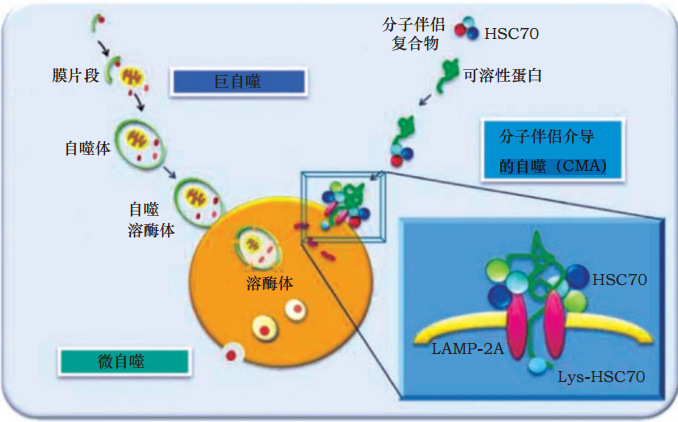 分子伴侣
复合物
HSC70
膜片段
巨自噬
可溶性蛋白
自噬体
分子伴侣介导
的自噬（CMA）
自噬
溶酶体
溶酶体
HSC70
LAMP-2A
微自噬
Lys-HSC70